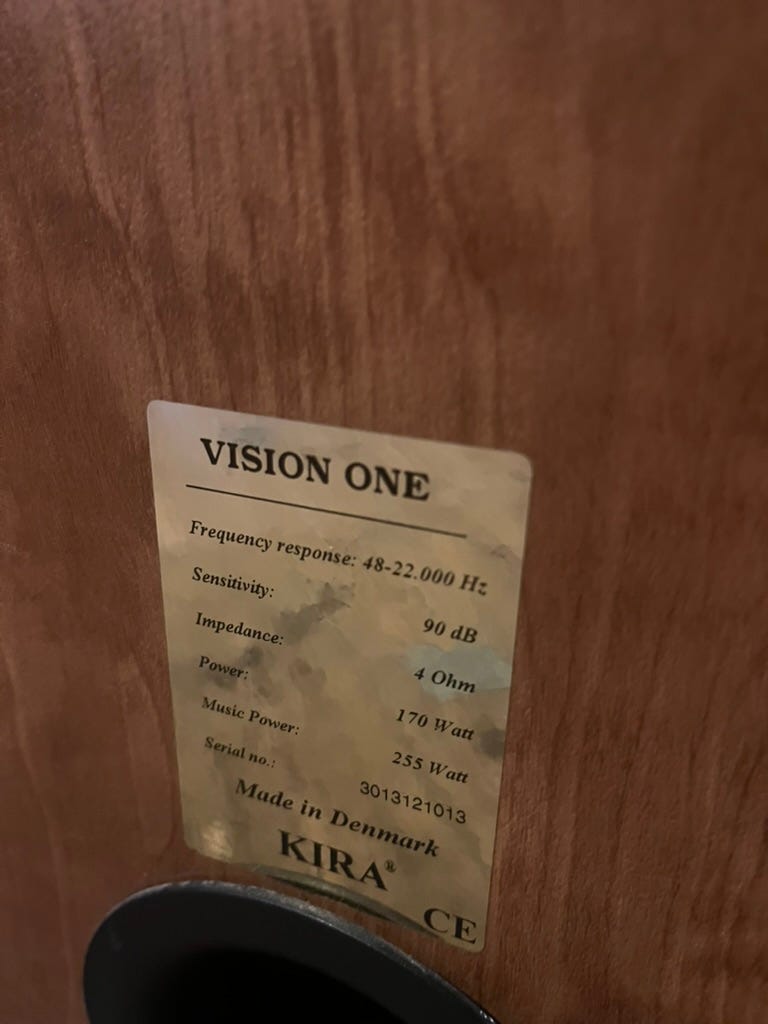 VISION ONE
Frequency response: 48-22.000 Hz
Sensitivity: 90 dB
Impedance: 4 Ohm
Power: 170 Watt
Music Power: 255 Watt
Serial no.: 3013121013
Made in Denmark
KIRA®
CE